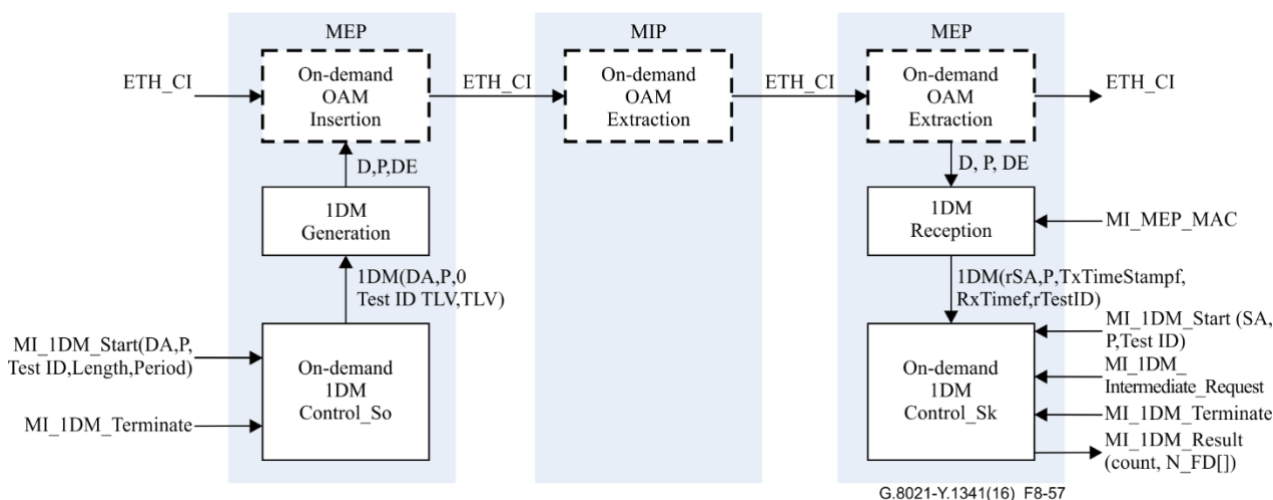 MEP
MIP
MEP
ETH_CI
On-demand
OAM
Insertion
ETH_CI
On-demand
OAM
Extraction
ETH_CI
On-demand
OAM
Extraction
ETH_CI
D,P,DE
D, P, DE
1DM
Generation
1DM
Reception
MI_MEP_MAC
1DM(DA,P,0
Test ID TLV,TLV)
1DM(rSA,P,TxTimeStampf,
RxTimef,rTestID)
MI_1DM_Start(DA,P,
Test ID,Length,Period)
MI_1DM_Terminate
On-demand
1DM
Control_So
On-demand
1DM
Control_Sk
MI_1DM_Start (SA,
P,Test ID)
MI_1DM_
Intermediate_Request
MI_1DM_Terminate
MI_1DM_Result
(count, N_FD[])
G.8021-Y.1341(16)_F8-57